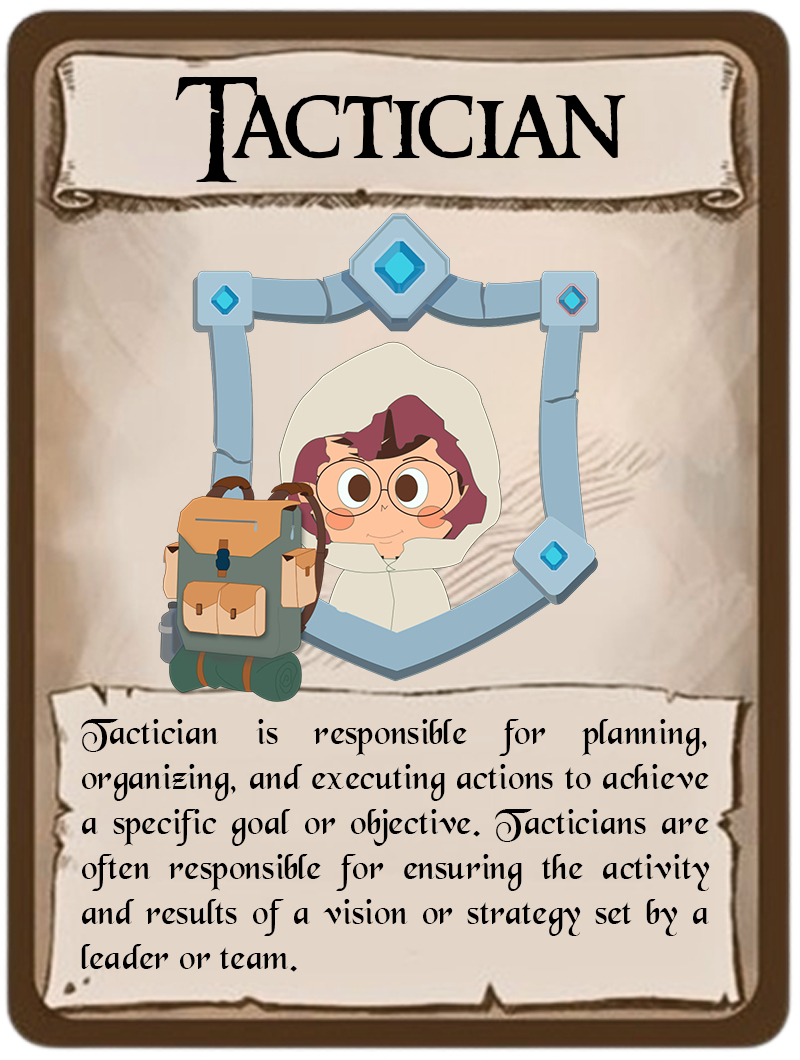 Tactician
Tactician is responsible for planning,
organizing, and executing actions to achieve
a specific goal or objective. Tacticians are
often responsible for ensuring the activity
and results of a vision or strategy set by a
leader or team.